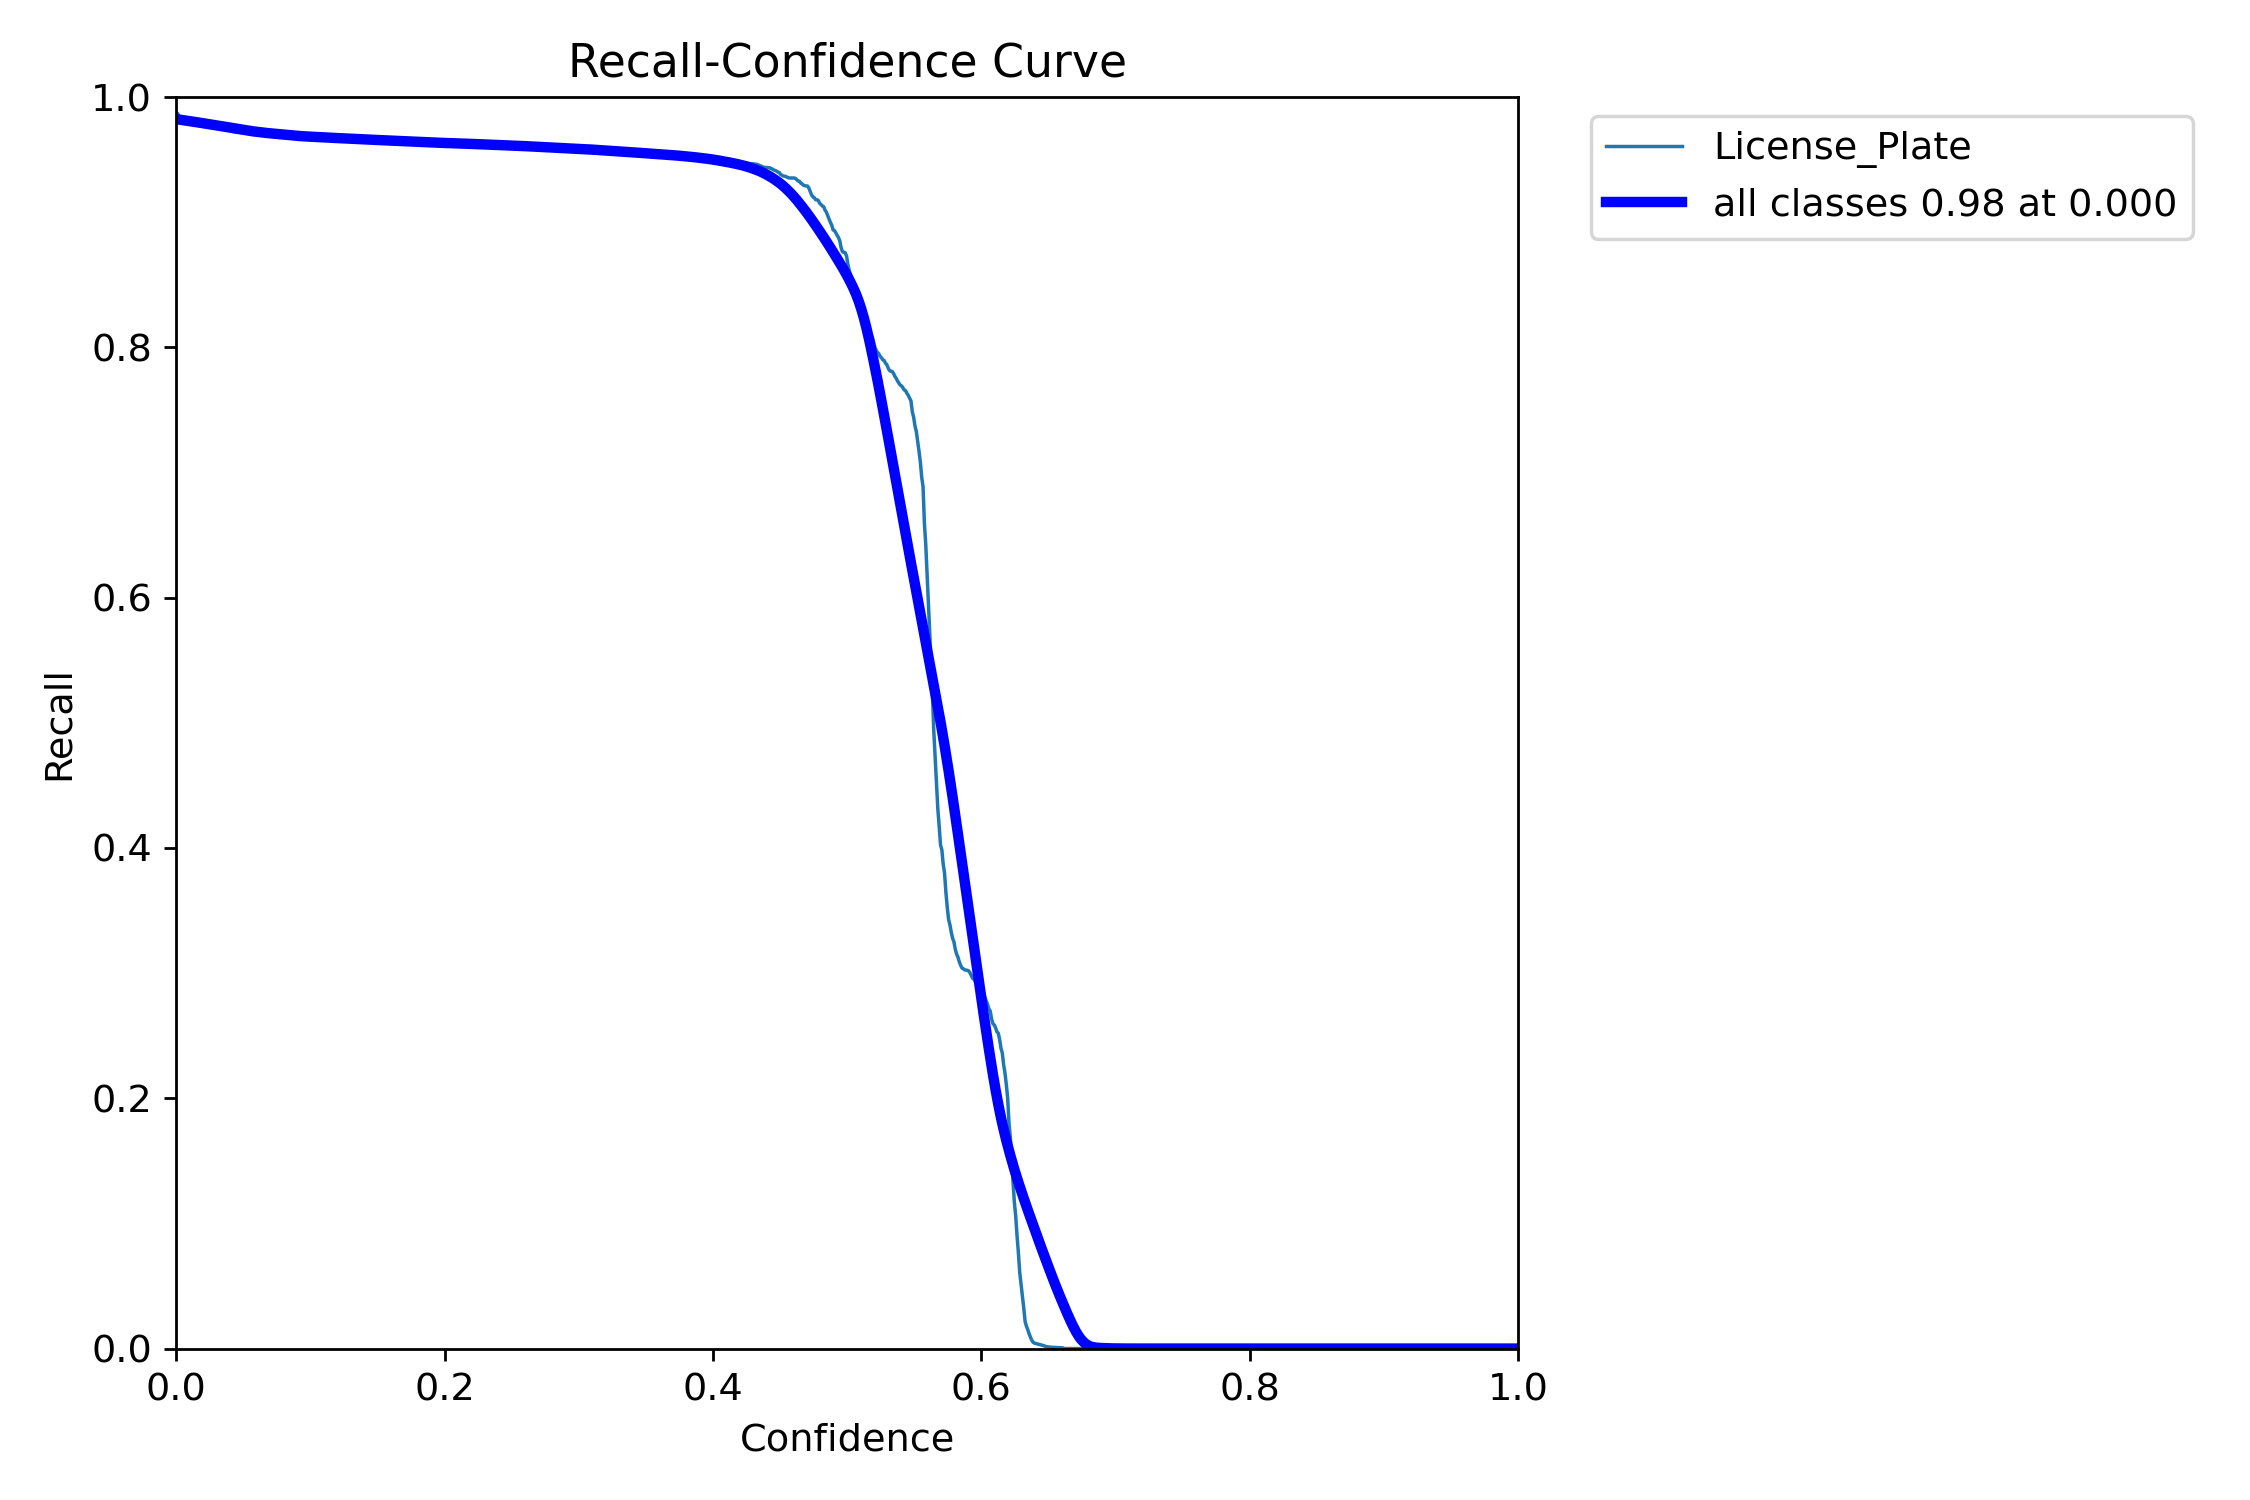 Recall-Confidence Curve
1.0
0.8
0.6
0.4
0.2
0.0
Recall
0.0 0.2 0.4 0.6 0.8 1.0
Confidence
License_Plate
all classes 0.98 at 0.000